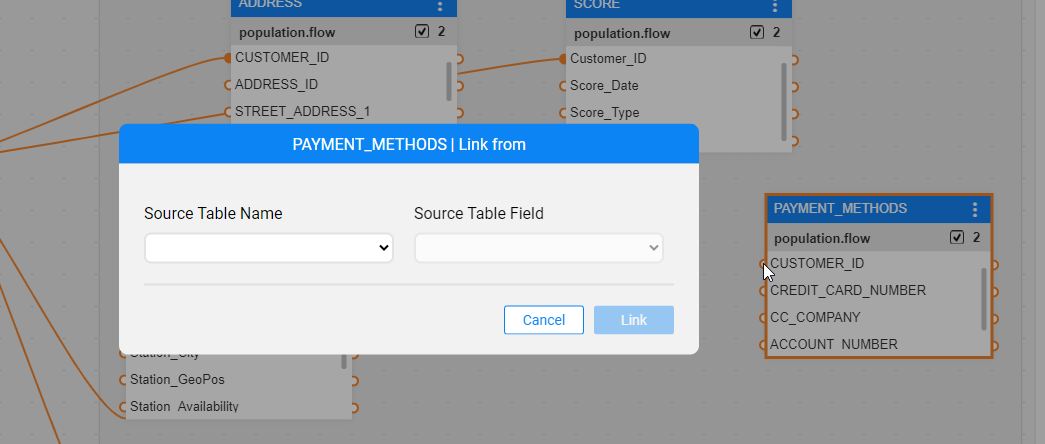 ADDRESS
population.flow 2
CUSTOMER_ID
ADDRESS_ID
STREET_ADDRESS_1
SCORE
population.flow 2
Customer_ID
Score_Date
Score_Type
PAYMENT_METHODS | Link from
Source Table Name
Source Table Field
Cancel
Link
PAYMENT_METHODS
population.flow 2
CUSTOMER_ID
CREDIT_CARD_NUMBER
CC_COMPANY
ACCOUNT_NUMBER
Station_City
Station_GeoPos
Station_Availability